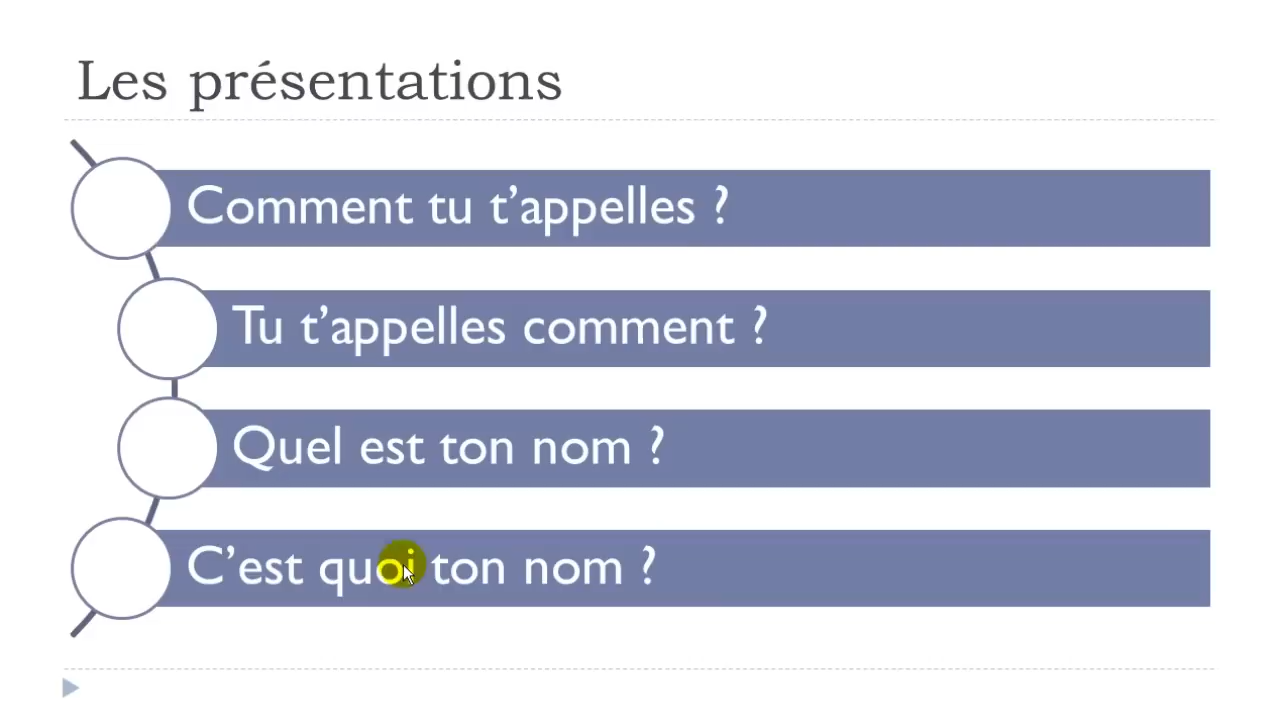 Les présentations
Comment tu t’appelles ?
Tu t’appelles comment ?
Quel est ton nom ?
C’est quoi ton nom ?